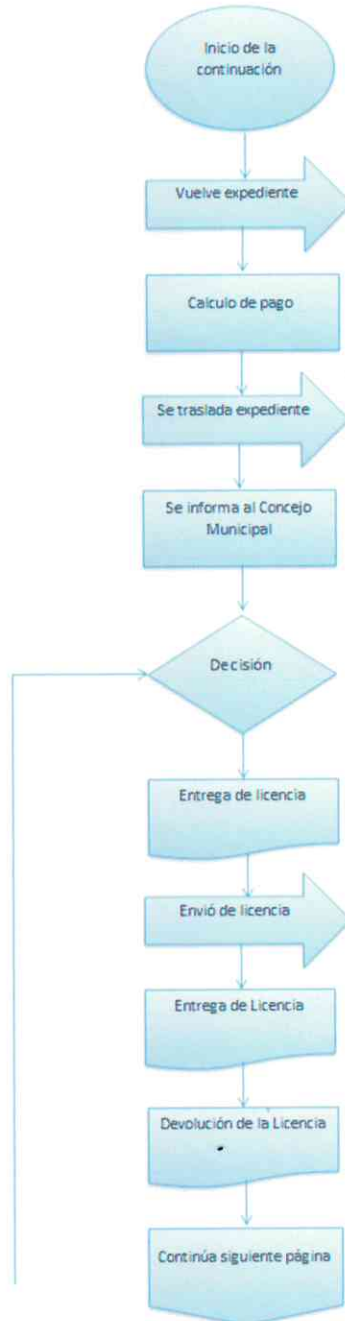 Inicio de la
continuación
Vuelve expediente
Calculo de pago
Se traslada expediente
Se informa al Concejo
Municipal
Decisión
Entrega de licencia
Envió de licencia
Entrega de Licencia
Devolución de la Licencia
Continúa siguiente página